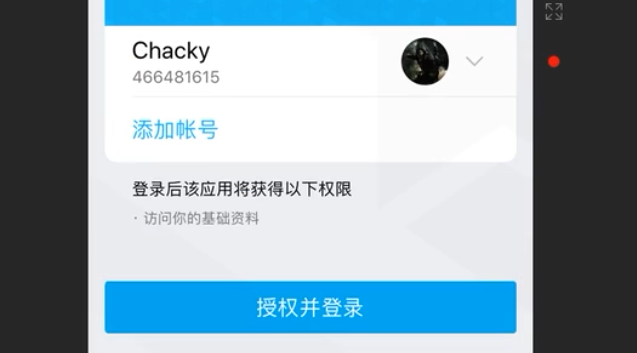 Chacky
466481615
添加帐号
登录后该应用将获得以下权限
· 访问你的基础资料
授权并登录